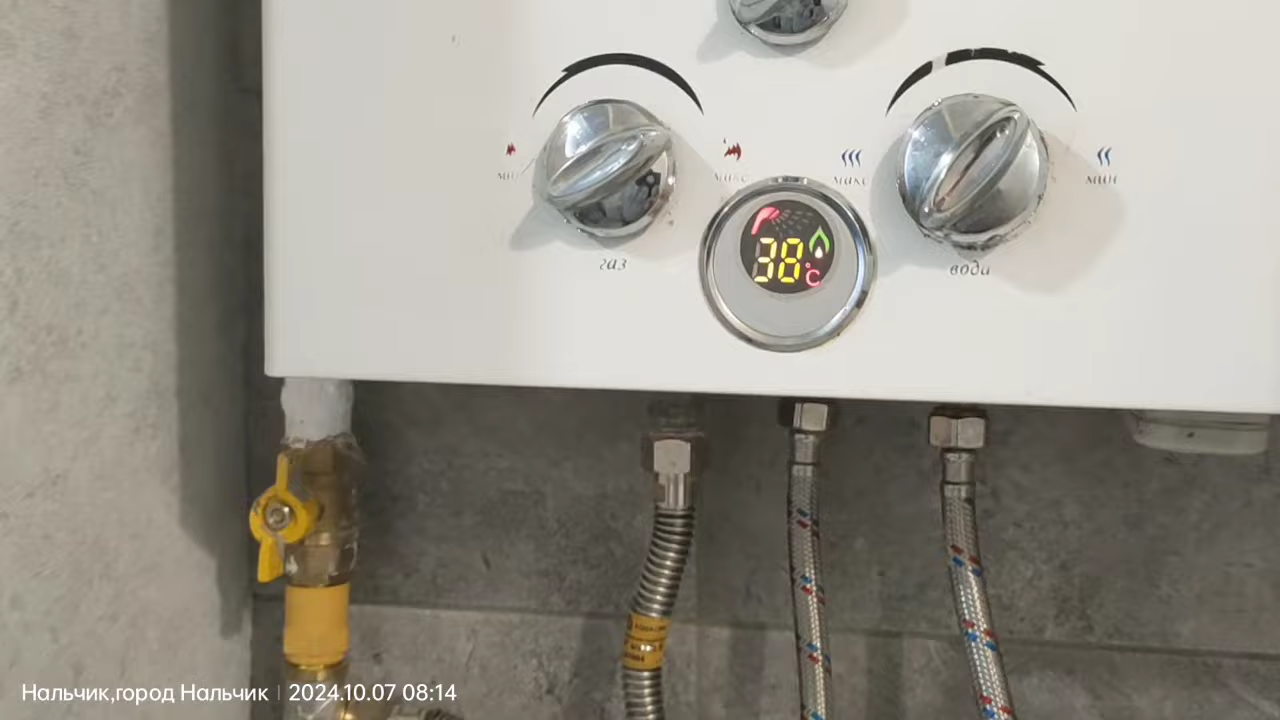 мин
макс
макс
мин
газ
вода
38
°C
Нальчик,город Нальчик | 2024.10.07 08:14